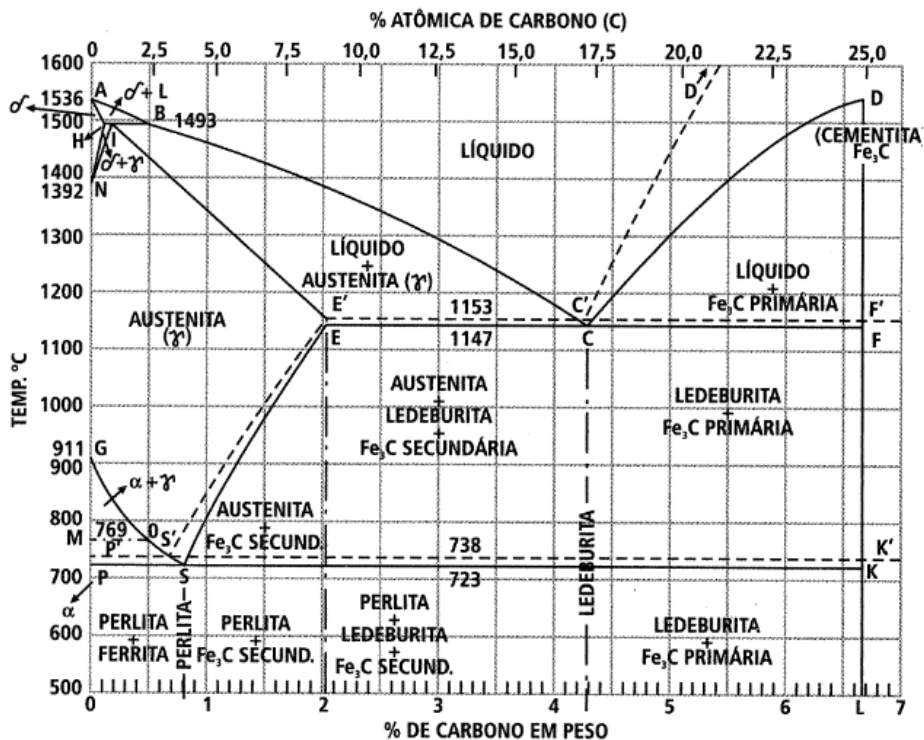 % ATÔMICA DE CARBONO (C)
0 2,5 5,0 7,5 10,0 12,5 15,0 17,5 20,0 22,5 25,0
1600
1536
1500
1400
1392
1300
1200
1100
1000
911
900
800
M
700
600
500
TEMP. °C
A
δ + L
B
1493
D
D
δ
H
I
δ+γ
N
LÍQUIDO
(CEMENTITA)
Fe₃C
LÍQUIDO
+
AUSTENITA (γ)
LÍQUIDO
+
Fe₃C PRIMÁRIA
E'
1153
C'
F'
AUSTENITA
(γ)
E
1147
C
F
AUSTENITA
+
LEDEBURITA
+
Fe₃C SECUNDÁRIA
LEDEBURITA
+
Fe₃C PRIMÁRIA
G
α+γ
AUSTENITA
+
Fe₃C SECUND.
769
0
S'
P'
738
K'
P
S
723
K
α
PERLITA
+
FERRITA
PERLITA
PERLITA
+
Fe₃C SECUND.
PERLITA
+
LEDEBURITA
+
Fe₃C SECUND.
LEDEBURITA
LEDEBURITA
+
Fe₃C PRIMÁRIA
0 1 2 3 4 5 6 L 7
% DE CARBONO EM PESO